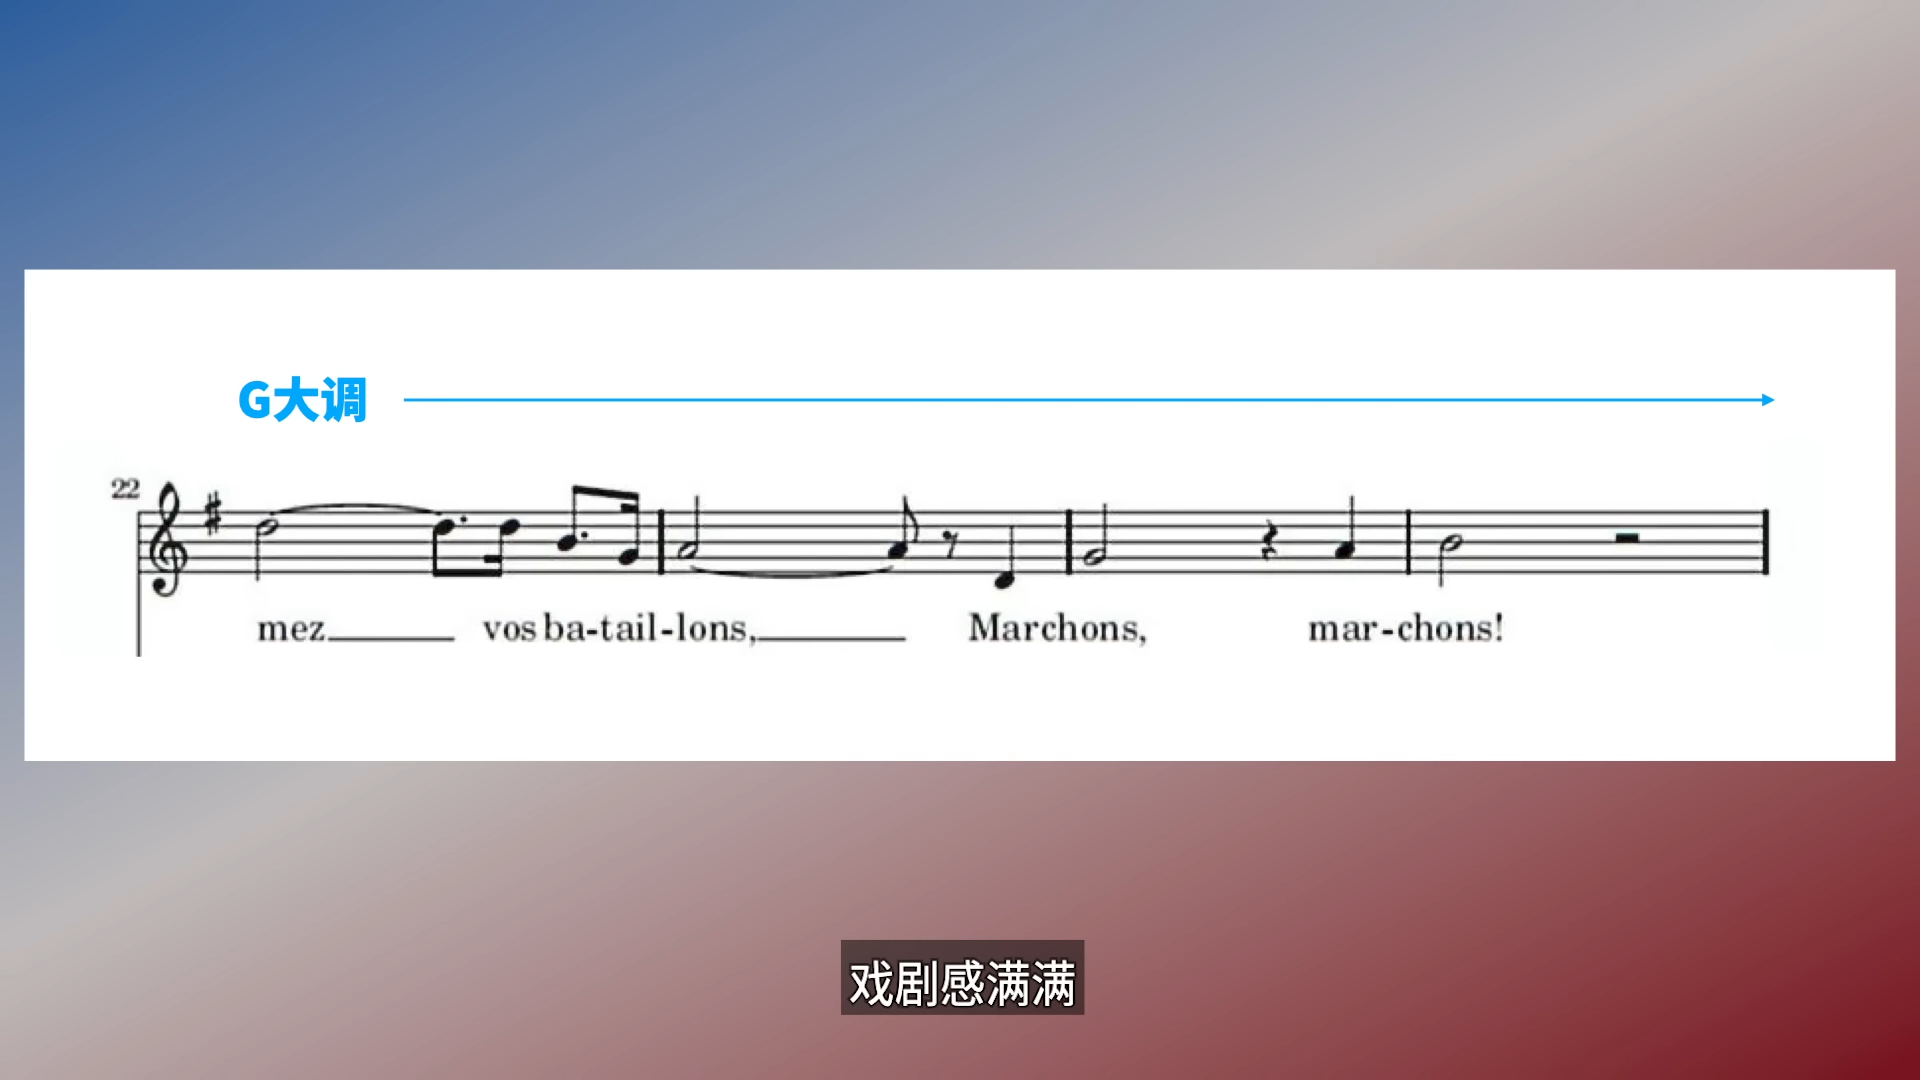 G大调
22
mez vos ba-tail-lons, Marchons, mar-chons!
戏剧感满满